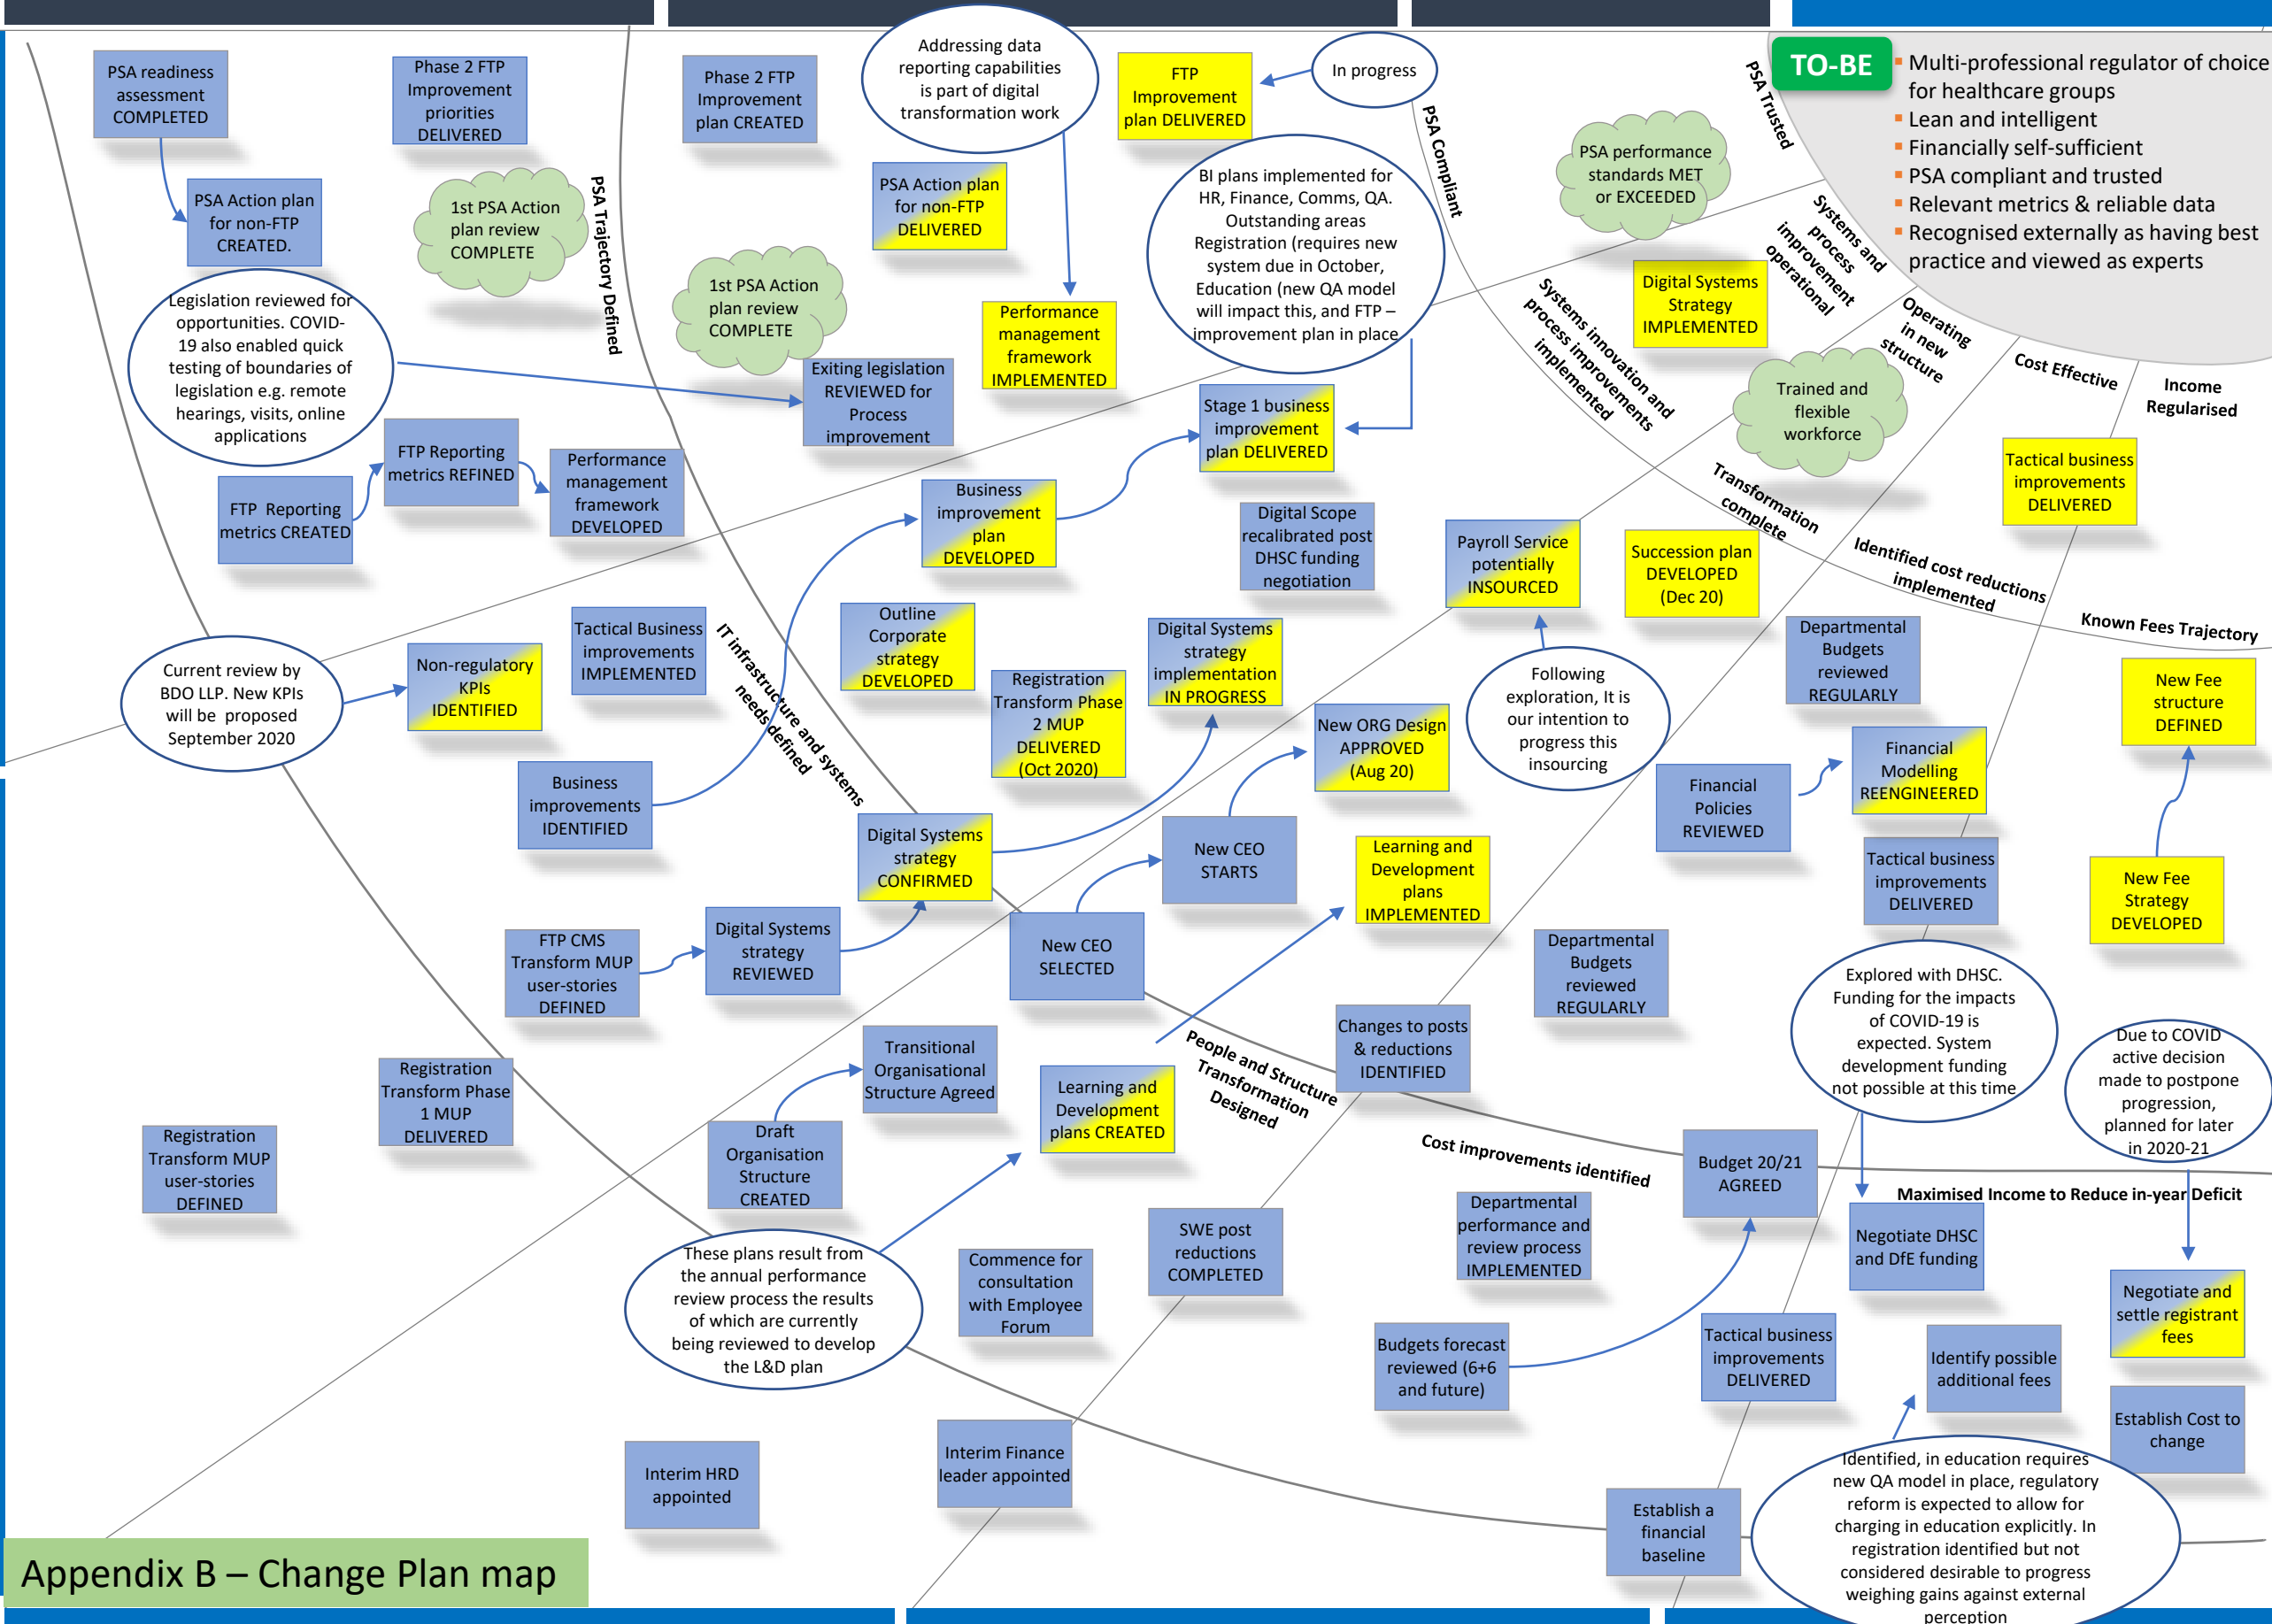 PSA readiness
assessment
COMPLETED
Phase 2 FTP
Improvement
priorities
DELIVERED
Phase 2 FTP
Improvement
plan CREATED
Addressing data
reporting capabilities
is part of digital
transformation work
FTP
Improvement
plan DELIVERED
In progress
PSA Compliant
PSA Trusted
TO-BE
Multi-professional regulator of choice
for healthcare groups
Lean and intelligent
Financially self-sufficient
PSA compliant and trusted
Relevant metrics & reliable data
Recognised externally as having best
practice and viewed as experts
PSA performance
standards MET
or EXCEEDED
PSA Action plan
for non-FTP
CREATED.
1st PSA Action
plan review
COMPLETE
PSA Trajectory Defined
PSA Action plan
for non-FTP
DELIVERED
BI plans implemented for
HR, Finance, Comms, QA.
Outstanding areas
Registration (requires new
system due in October,
Education (new QA model
will impact this, and FTP –
improvement plan in place
1st PSA Action
plan review
COMPLETE
Performance
management
framework
IMPLEMENTED
Systems and
process
improvement
operational
Digital Systems
Strategy
IMPLEMENTED
Systems innovation and
process improvements
implemented
Operating
in new
structure
Cost Effective
Income
Regularised
Legislation reviewed for
opportunities. COVID-
19 also enabled quick
testing of boundaries of
legislation e.g. remote
hearings, visits, online
applications
Exiting legislation
REVIEWED for
Process
improvement
Stage 1 business
improvement
plan DELIVERED
Trained and
flexible
workforce
Tactical business
improvements
DELIVERED
FTP Reporting
metrics REFINED
FTP  Reporting
metrics CREATED
Performance
management
framework
DEVELOPED
Business
improvement
plan
DEVELOPED
Digital Scope
recalibrated post
DHSC funding
negotiation
Payroll Service
potentially
INSOURCED
Transformation
complete
Succession plan
DEVELOPED
(Dec 20)
Identified cost reductions
implemented
Known Fees Trajectory
Current review by
BDO LLP. New KPIs
will be  proposed
September 2020
Non-regulatory
KPIs
IDENTIFIED
Tactical Business
improvements
IMPLEMENTED
IT infrastructure and systems
needs defined
Outline
Corporate
strategy
DEVELOPED
Registration
Transform Phase
2 MUP
DELIVERED
(Oct 2020)
Digital Systems
strategy
implementation
IN PROGRESS
New ORG Design
APPROVED
(Aug 20)
Following
exploration, It is
our intention to
progress this
insourcing
Departmental
Budgets
reviewed
REGULARLY
New Fee
structure
DEFINED
Financial
Modelling
REENGINEERED
Financial
Policies
REVIEWED
Business
improvements
IDENTIFIED
Digital Systems
strategy
CONFIRMED
New CEO
STARTS
Learning and
Development
plans
IMPLEMENTED
Tactical business
improvements
DELIVERED
New Fee
Strategy
DEVELOPED
FTP CMS
Transform MUP
user-stories
DEFINED
Digital Systems
strategy
REVIEWED
New CEO
SELECTED
Departmental
Budgets
reviewed
REGULARLY
Explored with DHSC.
Funding for the impacts
of COVID-19 is
expected. System
development funding
not possible at this time
Due to COVID
active decision
made to postpone
progression,
planned for later
in 2020-21
Registration
Transform Phase
1 MUP
DELIVERED
Transitional
Organisational
Structure Agreed
Learning and
Development
plans CREATED
People and Structure
Transformation
Designed
Changes to posts
& reductions
IDENTIFIED
Registration
Transform MUP
user-stories
DEFINED
Draft
Organisation
Structure
CREATED
Cost improvements identified
Budget 20/21
AGREED
Maximised Income to Reduce in-year Deficit
These plans result from
the annual performance
review process the results
of which are currently
being reviewed to develop
the L&D plan
Commence for
consultation
with Employee
Forum
SWE post
reductions
COMPLETED
Departmental
performance and
review process
IMPLEMENTED
Negotiate DHSC
and DfE funding
Negotiate and
settle registrant
fees
Budgets forecast
reviewed (6+6
and future)
Tactical business
improvements
DELIVERED
Identify possible
additional fees
Establish Cost to
change
Interim HRD
appointed
Interim Finance
leader appointed
Establish a
financial
baseline
Identified, in education requires
new QA model in place, regulatory
reform is expected to allow for
charging in education explicitly. In
registration identified but not
considered desirable to progress
weighing gains against external
perception
Appendix B – Change Plan map